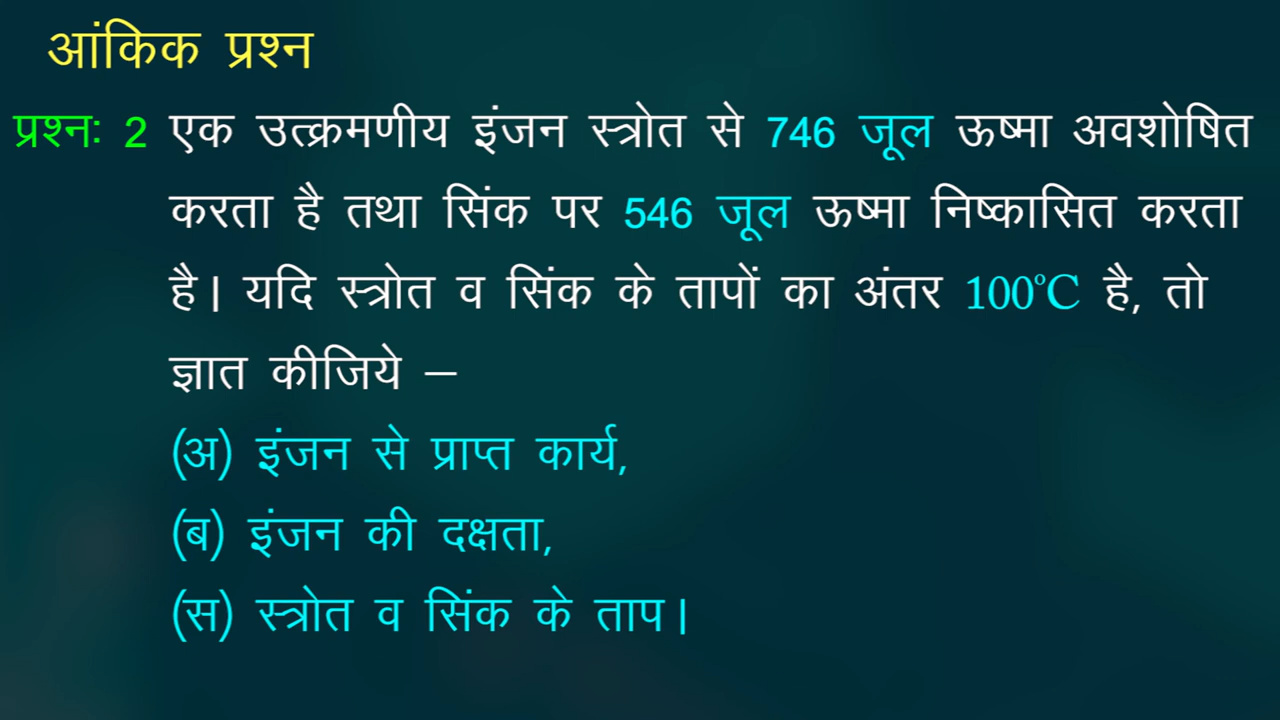 आंकिक प्रश्न
प्रश्नः 2 एक उत्क्रमणीय इंजन स्त्रोत से 746 जूल ऊष्मा अवशोषित
करता है तथा सिंक पर 546 जूल ऊष्मा निष्कासित करता
है। यदि स्त्रोत व सिंक के तापों का अंतर 100°C है, तो
ज्ञात कीजिये –
(अ) इंजन से प्राप्त कार्य,
(ब) इंजन की दक्षता,
(स) स्त्रोत व सिंक के ताप।